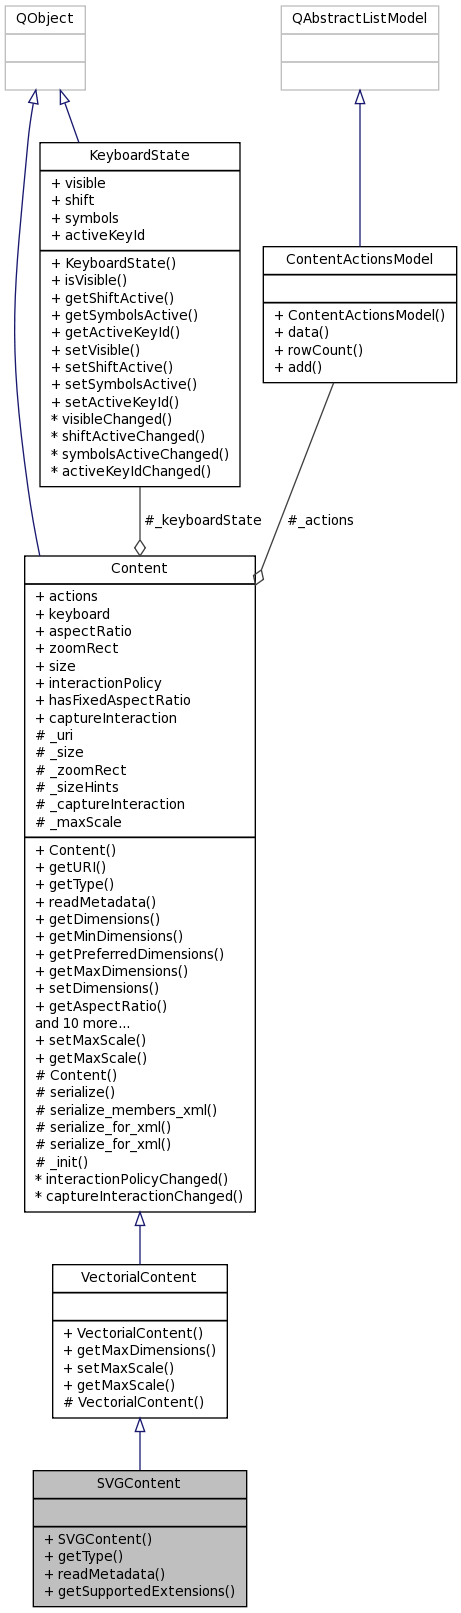 QObject
QAbstractListModel
KeyboardState
+ visible
+ shift
+ symbols
+ activeKeyId
+ KeyboardState()
+ isVisible()
+ getShiftActive()
+ getSymbolsActive()
+ getActiveKeyId()
+ setVisible()
+ setShiftActive()
+ setSymbolsActive()
+ setActiveKeyId()
* visibleChanged()
* shiftActiveChanged()
* symbolsActiveChanged()
* activeKeyIdChanged()
ContentActionsModel
+ ContentActionsModel()
+ data()
+ rowCount()
+ add()
#_keyboardState
#_actions
Content
+ actions
+ keyboard
+ aspectRatio
+ zoomRect
+ size
+ interactionPolicy
+ hasFixedAspectRatio
+ captureInteraction
# _uri
# _size
# _zoomRect
# _sizeHints
# _captureInteraction
# _maxScale
+ Content()
+ getURI()
+ getType()
+ readMetadata()
+ getDimensions()
+ getMinDimensions()
+ getPreferredDimensions()
+ getMaxDimensions()
+ setDimensions()
+ getAspectRatio()
and 10 more...
+ setMaxScale()
+ getMaxScale()
# Content()
# serialize()
# serialize_members_xml()
# serialize_for_xml()
# serialize_for_xml()
# _init()
* interactionPolicyChanged()
* captureInteractionChanged()
VectorialContent
+ VectorialContent()
+ getMaxDimensions()
+ setMaxScale()
+ getMaxScale()
# VectorialContent()
SVGContent
+ SVGContent()
+ getType()
+ readMetadata()
+ getSupportedExtensions()